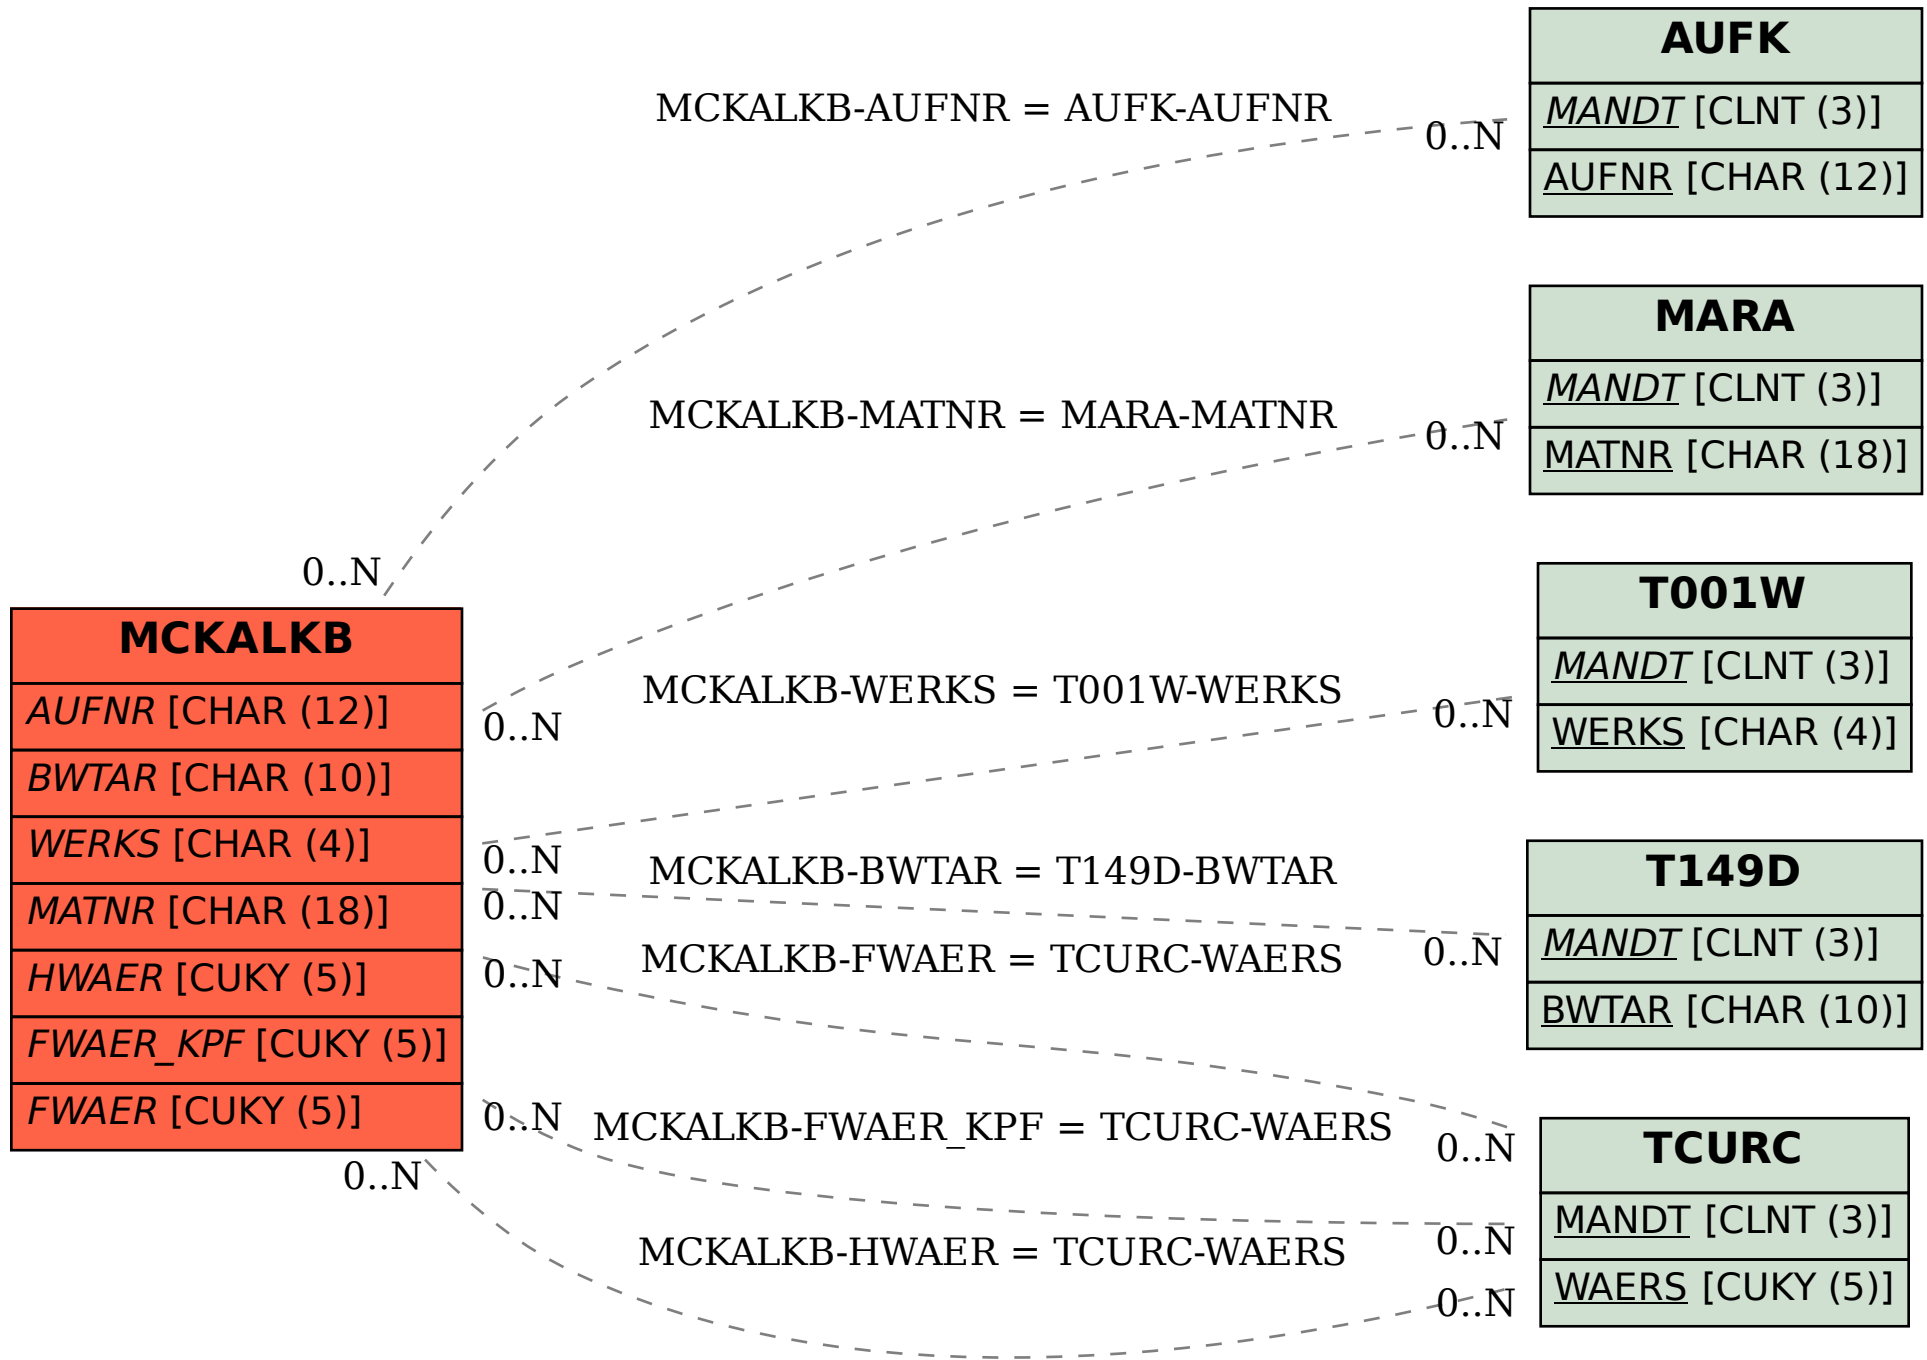 AUFK
MANDT [CLNT (3)]
AUFNR [CHAR (12)]
MCKALKB-AUFNR = AUFK-AUFNR
0..N
0..N
MARA
MANDT [CLNT (3)]
MATNR [CHAR (18)]
MCKALKB-MATNR = MARA-MATNR
0..N
0..N
T001W
MANDT [CLNT (3)]
WERKS [CHAR (4)]
MCKALKB-WERKS = T001W-WERKS
0..N
0..N
MCKALKB
AUFNR [CHAR (12)]
BWTAR [CHAR (10)]
WERKS [CHAR (4)]
MATNR [CHAR (18)]
HWAER [CUKY (5)]
FWAER_KPF [CUKY (5)]
FWAER [CUKY (5)]
T149D
MANDT [CLNT (3)]
BWTAR [CHAR (10)]
MCKALKB-BWTAR = T149D-BWTAR
0..N
0..N
MCKALKB-FWAER = TCURC-WAERS
0..N
0..N
MCKALKB-FWAER_KPF = TCURC-WAERS
0..N
0..N
MCKALKB-HWAER = TCURC-WAERS
0..N
0..N
TCURC
MANDT [CLNT (3)]
WAERS [CUKY (5)]